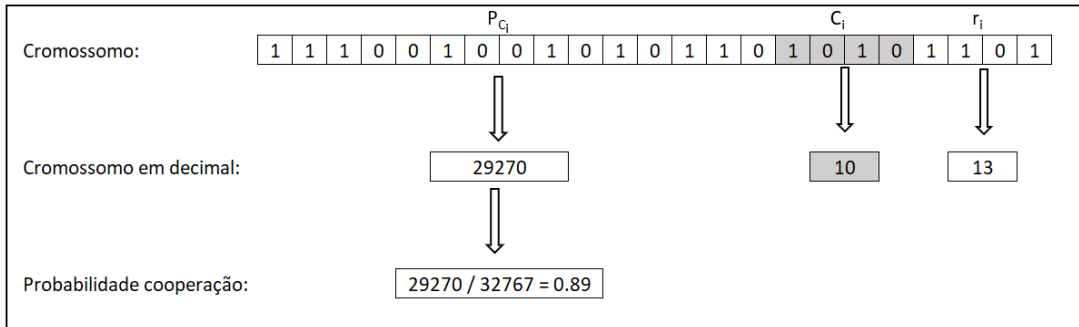 P_{C_i} C_i r_i
Cromossomo: 1 1 1 0 0 1 0 0 1 0 1 0 1 1 0 1 0 1 0 1 1 0 1
Cromossomo em decimal: 29270 10 13
Probabilidade cooperação: 29270 / 32767 = 0.89